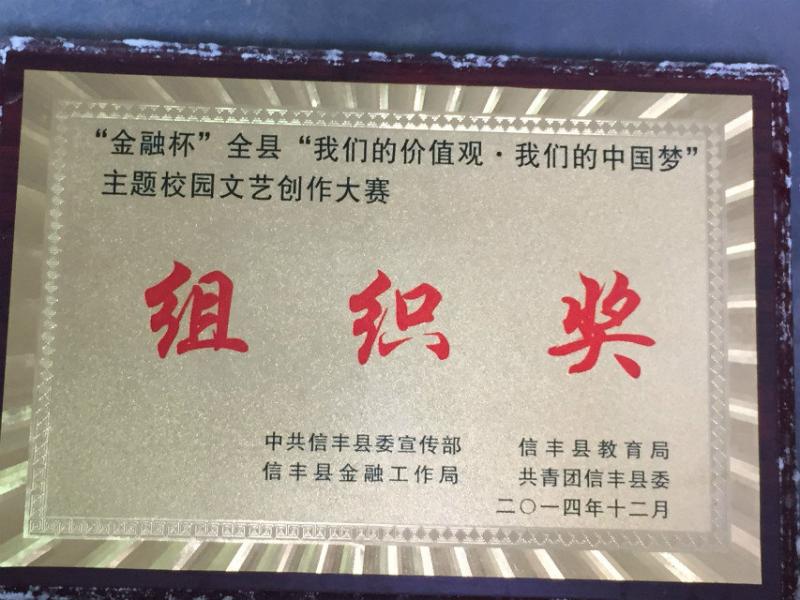 “金融杯”全县“我们的价值观·我们的中国梦”
主题校园文艺创作大赛
组织奖
中共信丰县委宣传部 信丰县教育局
信丰县金融工作局 共青团信丰县委
二〇一四年十二月